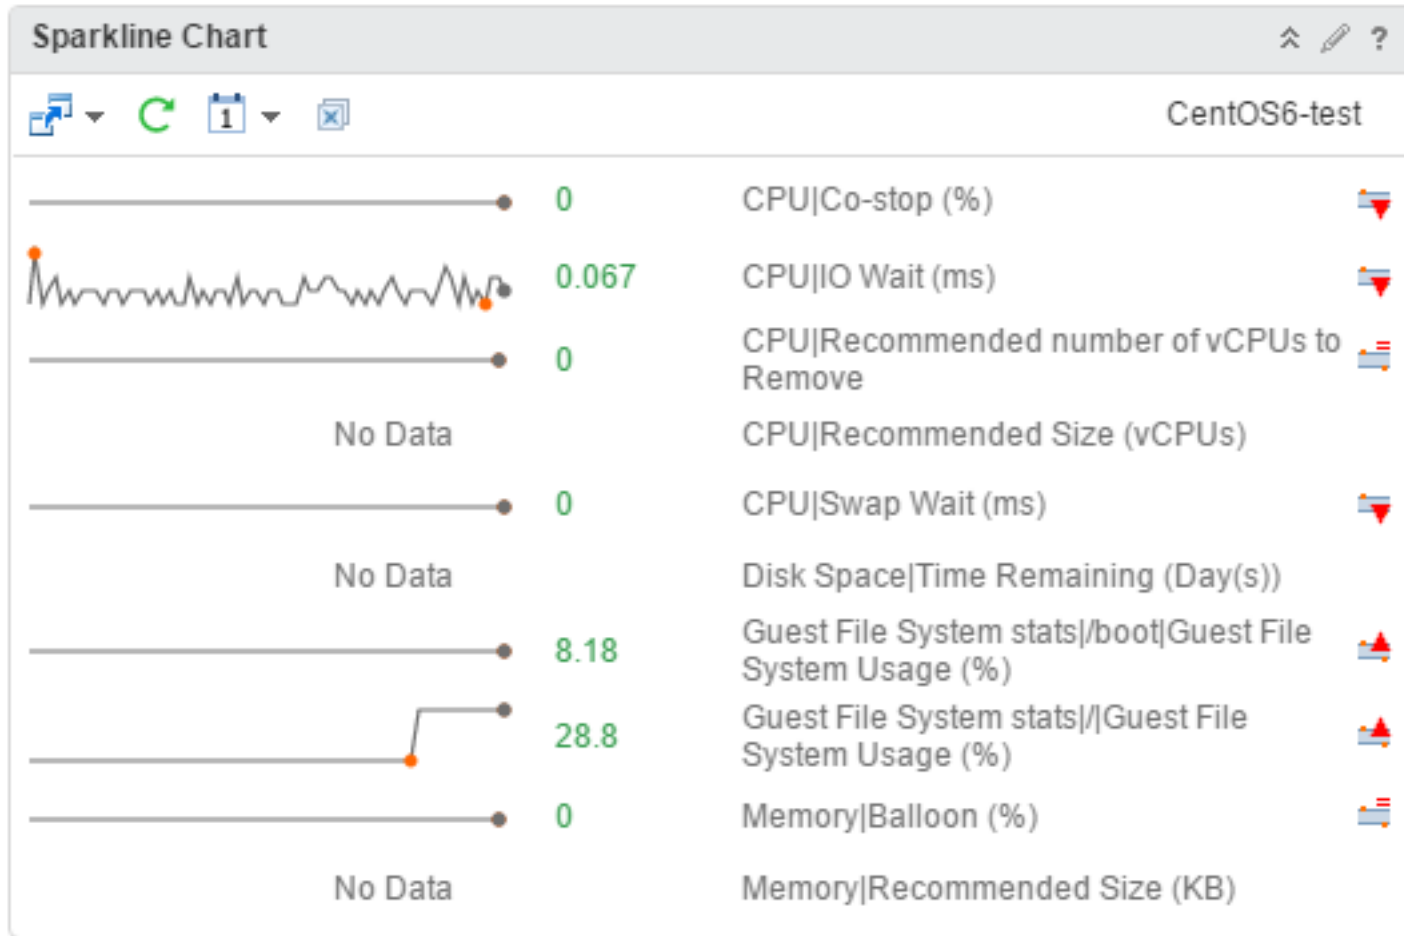 Sparkline Chart ?
1 CentOS6-test
0 CPU|Co-stop (%)
0.067 CPU|IO Wait (ms)
0 CPU|Recommended number of vCPUs to
Remove
No Data CPU|Recommended Size (vCPUs)
0 CPU|Swap Wait (ms)
No Data Disk Space|Time Remaining (Day(s))
8.18 Guest File System stats|/boot|Guest File
System Usage (%)
28.8 Guest File System stats|/|Guest File
System Usage (%)
0 Memory|Balloon (%)
No Data Memory|Recommended Size (KB)